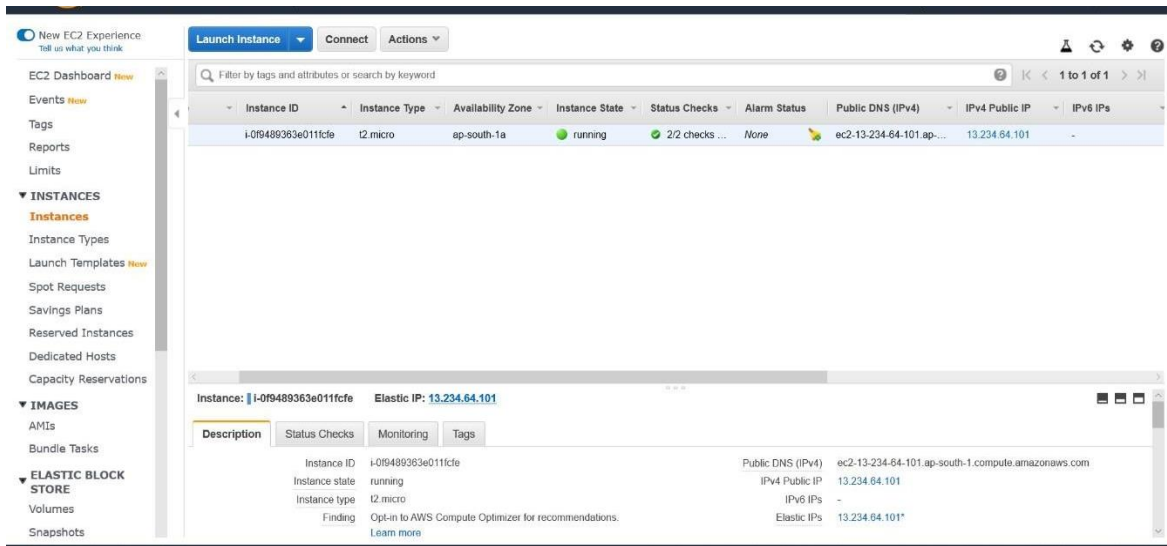 New EC2 Experience
Tell us what you think
Launch Instance Connect Actions
EC2 Dashboard New
Filter by tags and attributes or search by keyword
1 to 1 of 1
Events New
Tags
Reports
Limits
Instance ID Instance Type Availability Zone Instance State Status Checks Alarm Status Public DNS (IPv4) IPv4 Public IP IPv6 IPs
i-0f9489363e011fcfe t2.micro ap-south-1a running 2/2 checks ... None ec2-13-234-64-101.ap-... 13.234.64.101 -
INSTANCES
Instances
Instance Types
Launch Templates New
Spot Requests
Savings Plans
Reserved Instances
Dedicated Hosts
Capacity Reservations
IMAGES
AMIs
Bundle Tasks
ELASTIC BLOCK
STORE
Volumes
Snapshots
Instance: i-0f9489363e011fcfe Elastic IP: 13.234.64.101
Description Status Checks Monitoring Tags
Instance ID i-0f9489363e011fcfe
Instance state running
Instance type t2.micro
Finding Opt-in to AWS Compute Optimizer for recommendations.
Learn more
Public DNS (IPv4) ec2-13-234-64-101.ap-south-1.compute.amazonaws.com
IPv4 Public IP 13.234.64.101
IPv6 IPs -
Elastic IPs 13.234.64.101*